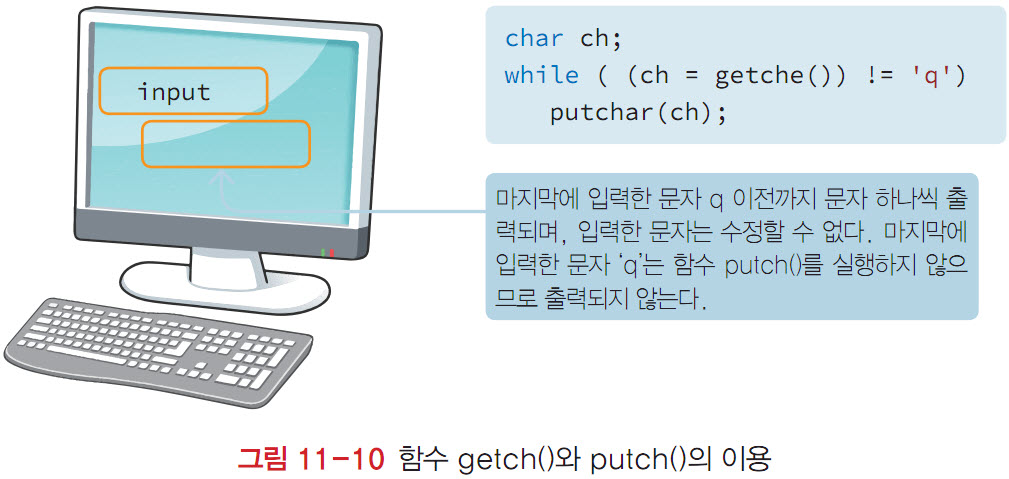 input
char ch;
while ( (ch = getche()) != 'q')
putchar(ch);
마지막에 입력한 문자 q 이전까지 문자 하나씩 출
력되며, 입력한 문자는 수정할 수 없다. 마지막에
입력한 문자 ‘q’는 함수 putch()를 실행하지 않으
므로 출력되지 않는다.
그림 11-10 함수 getch()와 putch()의 이용